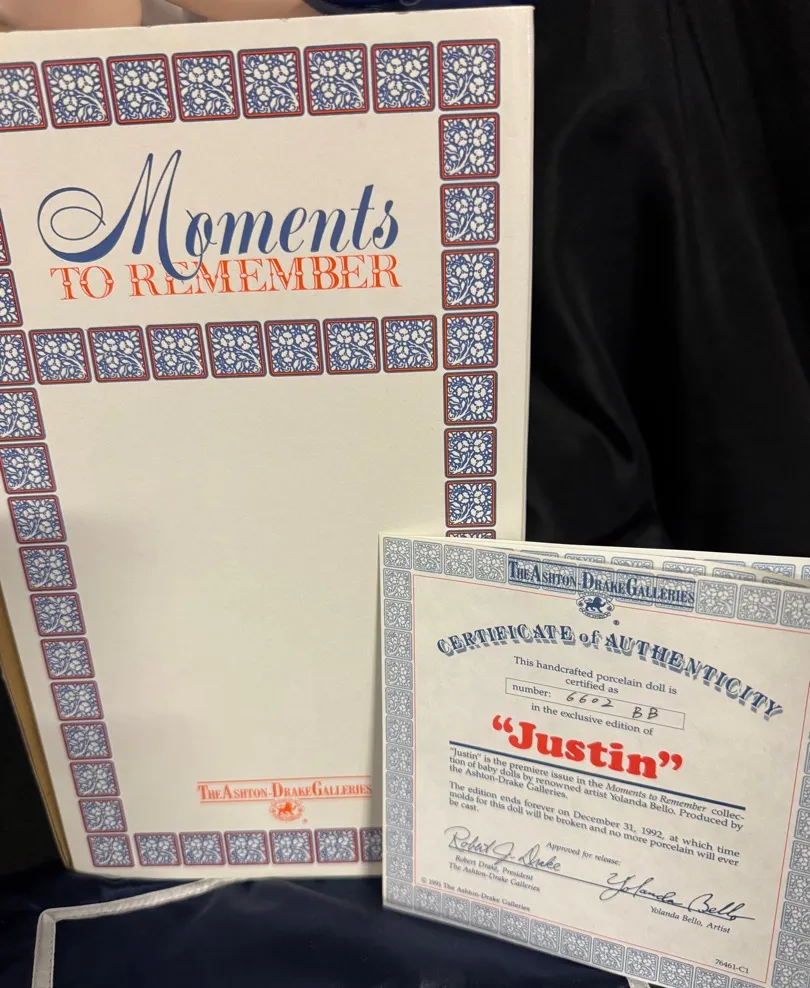 Moments
TO REMEMBER
THE ASHTON-DRAKE GALLERIES
THE ASHTON-DRAKE GALLERIES
®
CERTIFICATE of AUTHENTICITY
This handcrafted porcelain doll is
certified as
number: 6602 BB
in the exclusive edition of
“Justin”
"Justin" is the premiere issue in the Moments to Remember collec-
tion of baby dolls by renowned artist Yolanda Bello. Produced by
the Ashton-Drake Galleries.
The edition ends forever on December 31, 1992, at which time
molds for this doll will be broken and no more porcelain will ever
be cast.
Approved for release:
Robert J. Drake
Robert Drake, President
The Ashton-Drake Galleries
Yolanda Bello
Yolanda Bello, Artist
© 1991 The Ashton-Drake Galleries
76461-C1